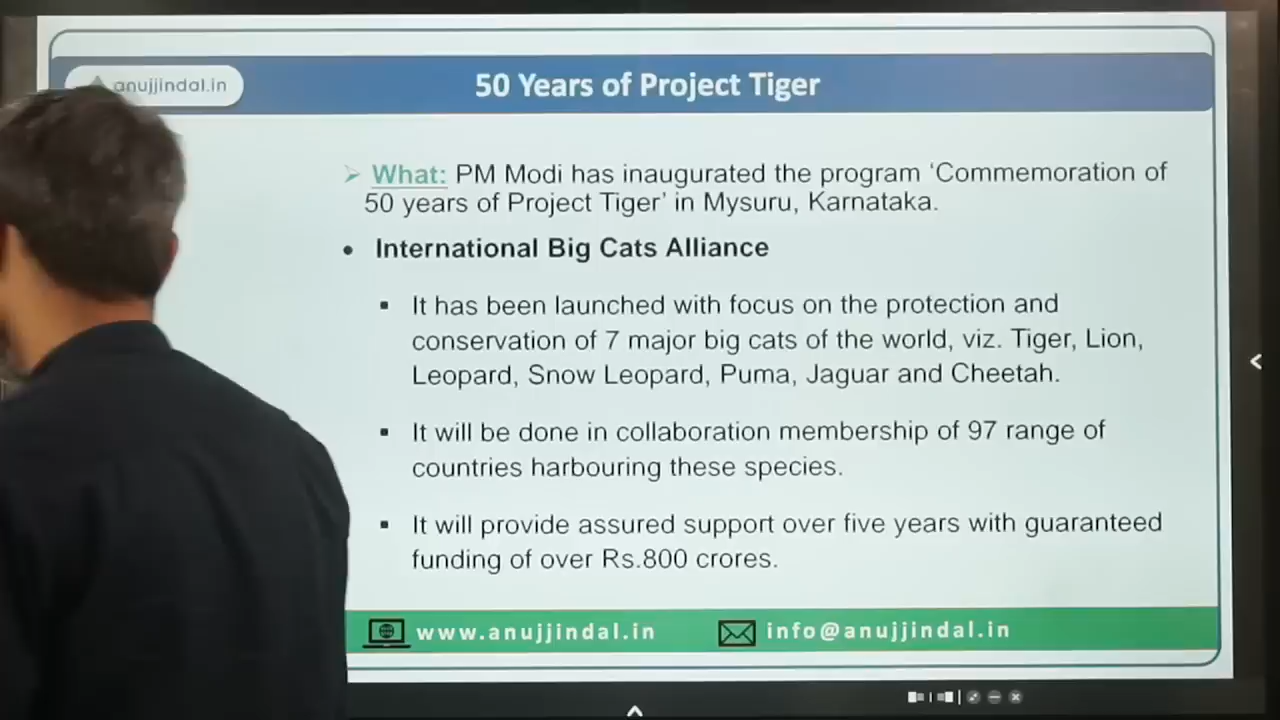 anujjindal.in
50 Years of Project Tiger
What: PM Modi has inaugurated the program ‘Commemoration of
50 years of Project Tiger’ in Mysuru, Karnataka.
International Big Cats Alliance
It has been launched with focus on the protection and
conservation of 7 major big cats of the world, viz. Tiger, Lion,
Leopard, Snow Leopard, Puma, Jaguar and Cheetah.
It will be done in collaboration membership of 97 range of
countries harbouring these species.
It will provide assured support over five years with guaranteed
funding of over Rs.800 crores.
www.anujjindal.in info@anujjindal.in